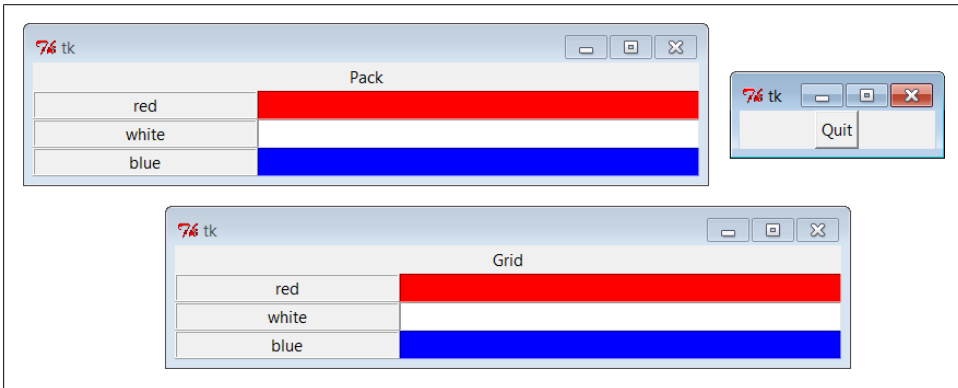 tk
Pack
red
white
blue
tk
Quit
tk
Grid
red
white
blue